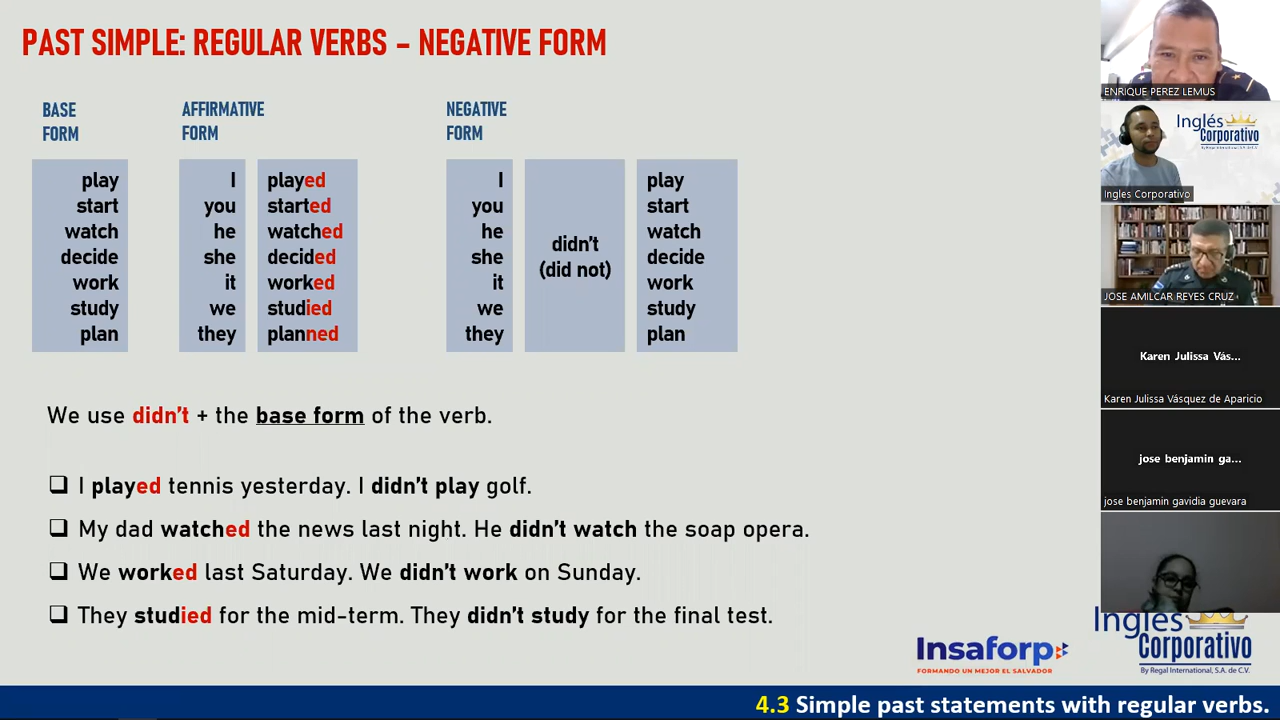 PAST SIMPLE: REGULAR VERBS – NEGATIVE FORM
BASE
FORM
AFFIRMATIVE
FORM
NEGATIVE
FORM
play
start
watch
decide
work
study
plan
I
you
he
she
it
we
they
played
started
watched
decided
worked
studied
planned
I
you
he
she
it
we
they
didn't
(did not)
play
start
watch
decide
work
study
plan
We use didn't + the base form of the verb.
❑ I played tennis yesterday. I didn't play golf.
❑ My dad watched the news last night. He didn't watch the soap opera.
❑ We worked last Saturday. We didn't work on Sunday.
❑ They studied for the mid-term. They didn't study for the final test.
Insaforp
FORMANDO UN MEJOR EL SALVADOR
Inglés
Corporativo
By Regal International, S.A. de C.V.
4.3 Simple past statements with regular verbs.
ENRIQUE PEREZ LEMUS
Inglés
Corporativo
By Regal International, S.A. de C.V.
Ingles Corporativo
JOSE AMILCAR REYES CRUZ
Karen Julissa Vás...
Karen Julissa Vásquez de Aparicio
jose benjamin ga...
jose benjamin gavidia guevara